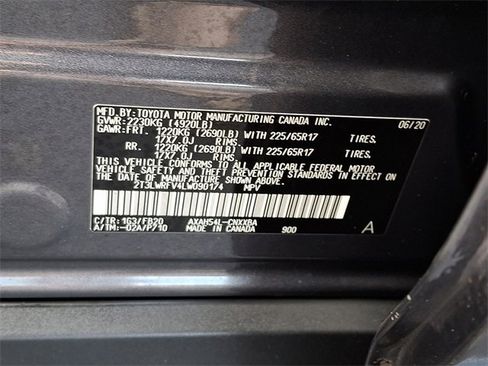 MFD.BY:TOYOTA MOTOR MANUFACTURING CANADA INC.
GVWR:2230KG (4920LB) 06/20
GAWR:FRT. 1220KG (2690LB) WITH 225/65R17 TIRES.
17X7.0J RIMS.
RR. 1220KG (2690LB) WITH 225/65R17 TIRES.
17X7.0J RIMS.
THIS VEHICLE CONFORMS TO ALL APPLICABLE FEDERAL MOTOR
VEHICLE SAFETY AND THEFT PREVENTION STANDARDS IN
EFFECT ON THE DATE OF MANUFACTURE SHOWN ABOVE.
2T3LWRFV4LW090174 MPV
C/TR:1G3/FB20 AXAH54L-CNXXBA
A/TM:-02A/P710 MADE IN CANADA 900 A